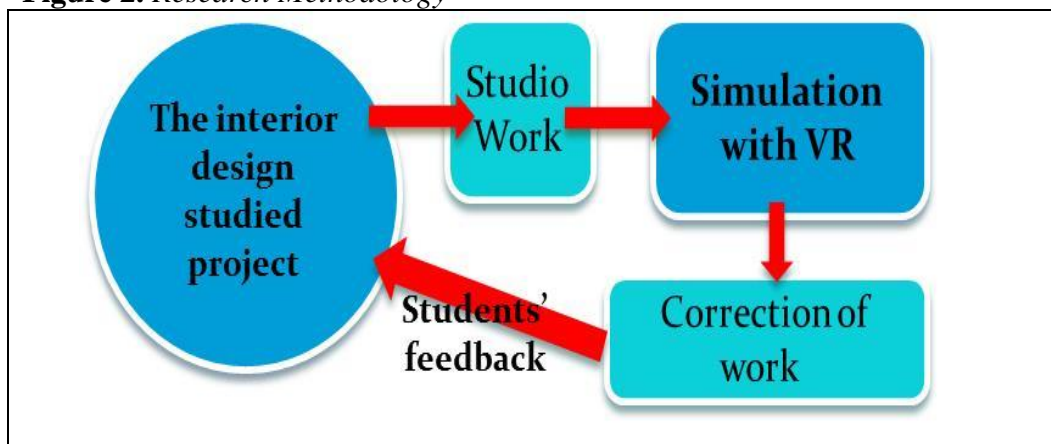 Figure 2. Research Methodology
The interior
design
studied
project
Studio
Work
Simulation
with VR
Correction of
work
Students'
feedback